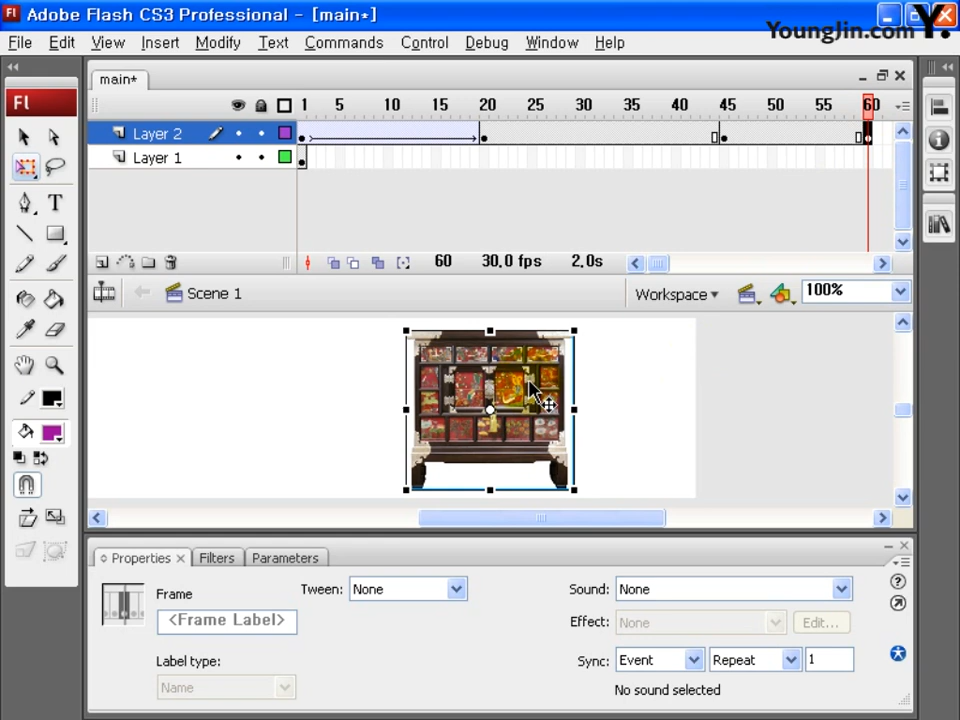 Fl Adobe Flash CS3 Professional - [main*]
YoungJin.com Y.
File Edit View Insert Modify Text Commands Control Debug Window Help
main*
Fl
1 5 10 15 20 25 30 35 40 45 50 55 60
Layer 2
Layer 1
60 30.0 fps 2.0s
Scene 1 Workspace 100%
T
Properties Filters Parameters
Frame Tween: None Sound: None
<Frame Label> Effect: None Edit...
Label type: Sync: Event Repeat 1
Name No sound selected